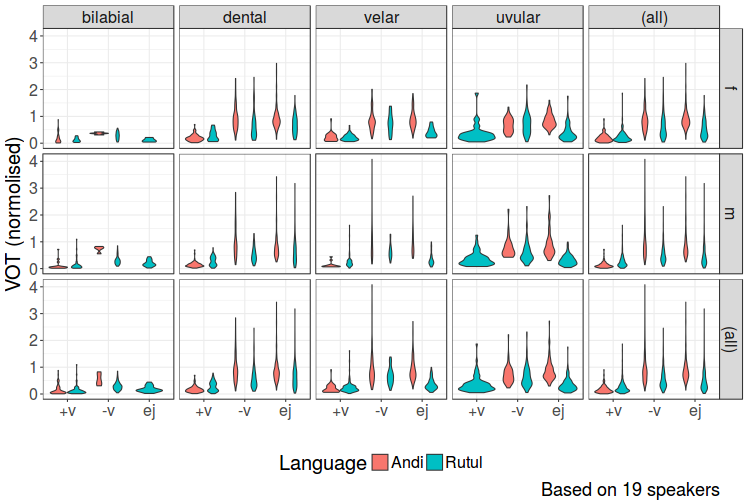 bilabial dental velar uvular (all)
VOT (normolised)
4
3
2
1
0
f
4
3
2
1
0
m
4
3
2
1
0
(all)
+v -v ej +v -v ej +v -v ej +v -v ej +v -v ej
Language Andi Rutul
Based on 19 speakers